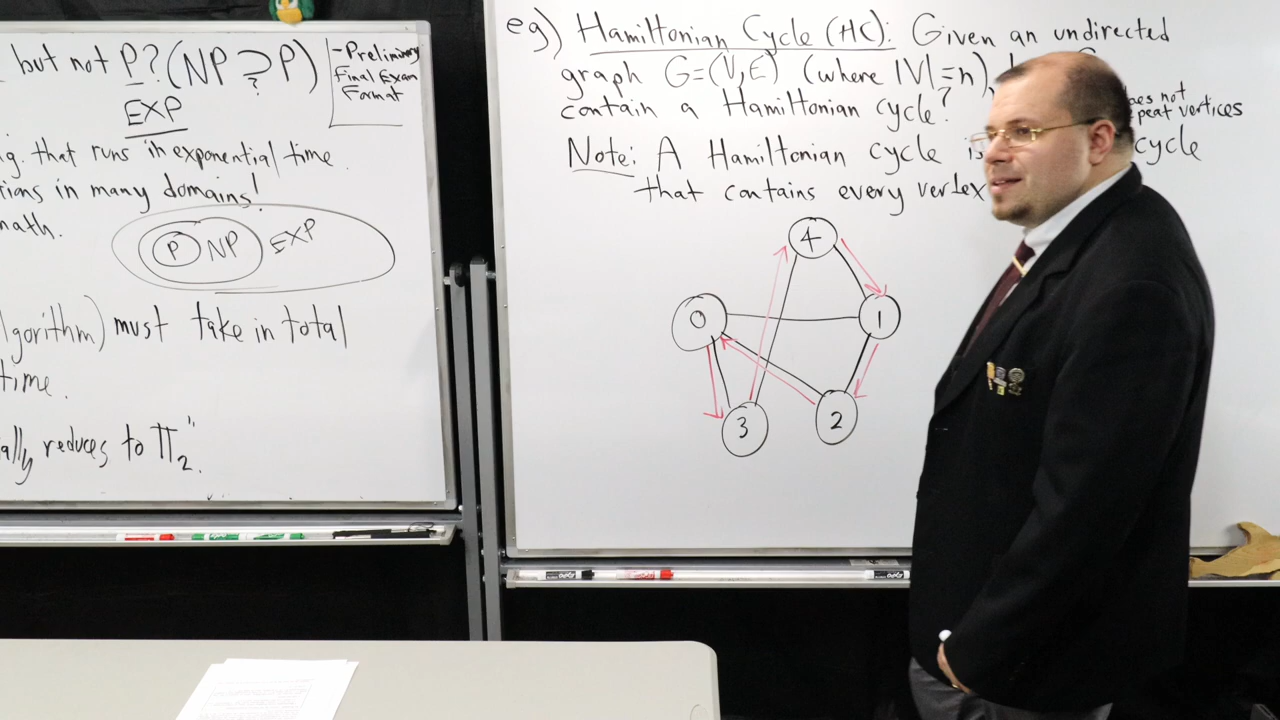 but not P? (NP ⊇? P)
EXP
-Preliminary
Final Exam
Format
g. that runs in exponential time.
tions in many domains!
math.
P NP EXP
lgorithm) must take in total
time.
ally reduces to Π₂".
eg) Hamiltonian Cycle (HC): Given an undirected
graph G=(V,E) (where |V|=n),
contain a Hamiltonian cycle?
does not
repeat vertices
Note: A Hamiltonian cycle is cycle
that contains every vertex
4
0
1
3
2